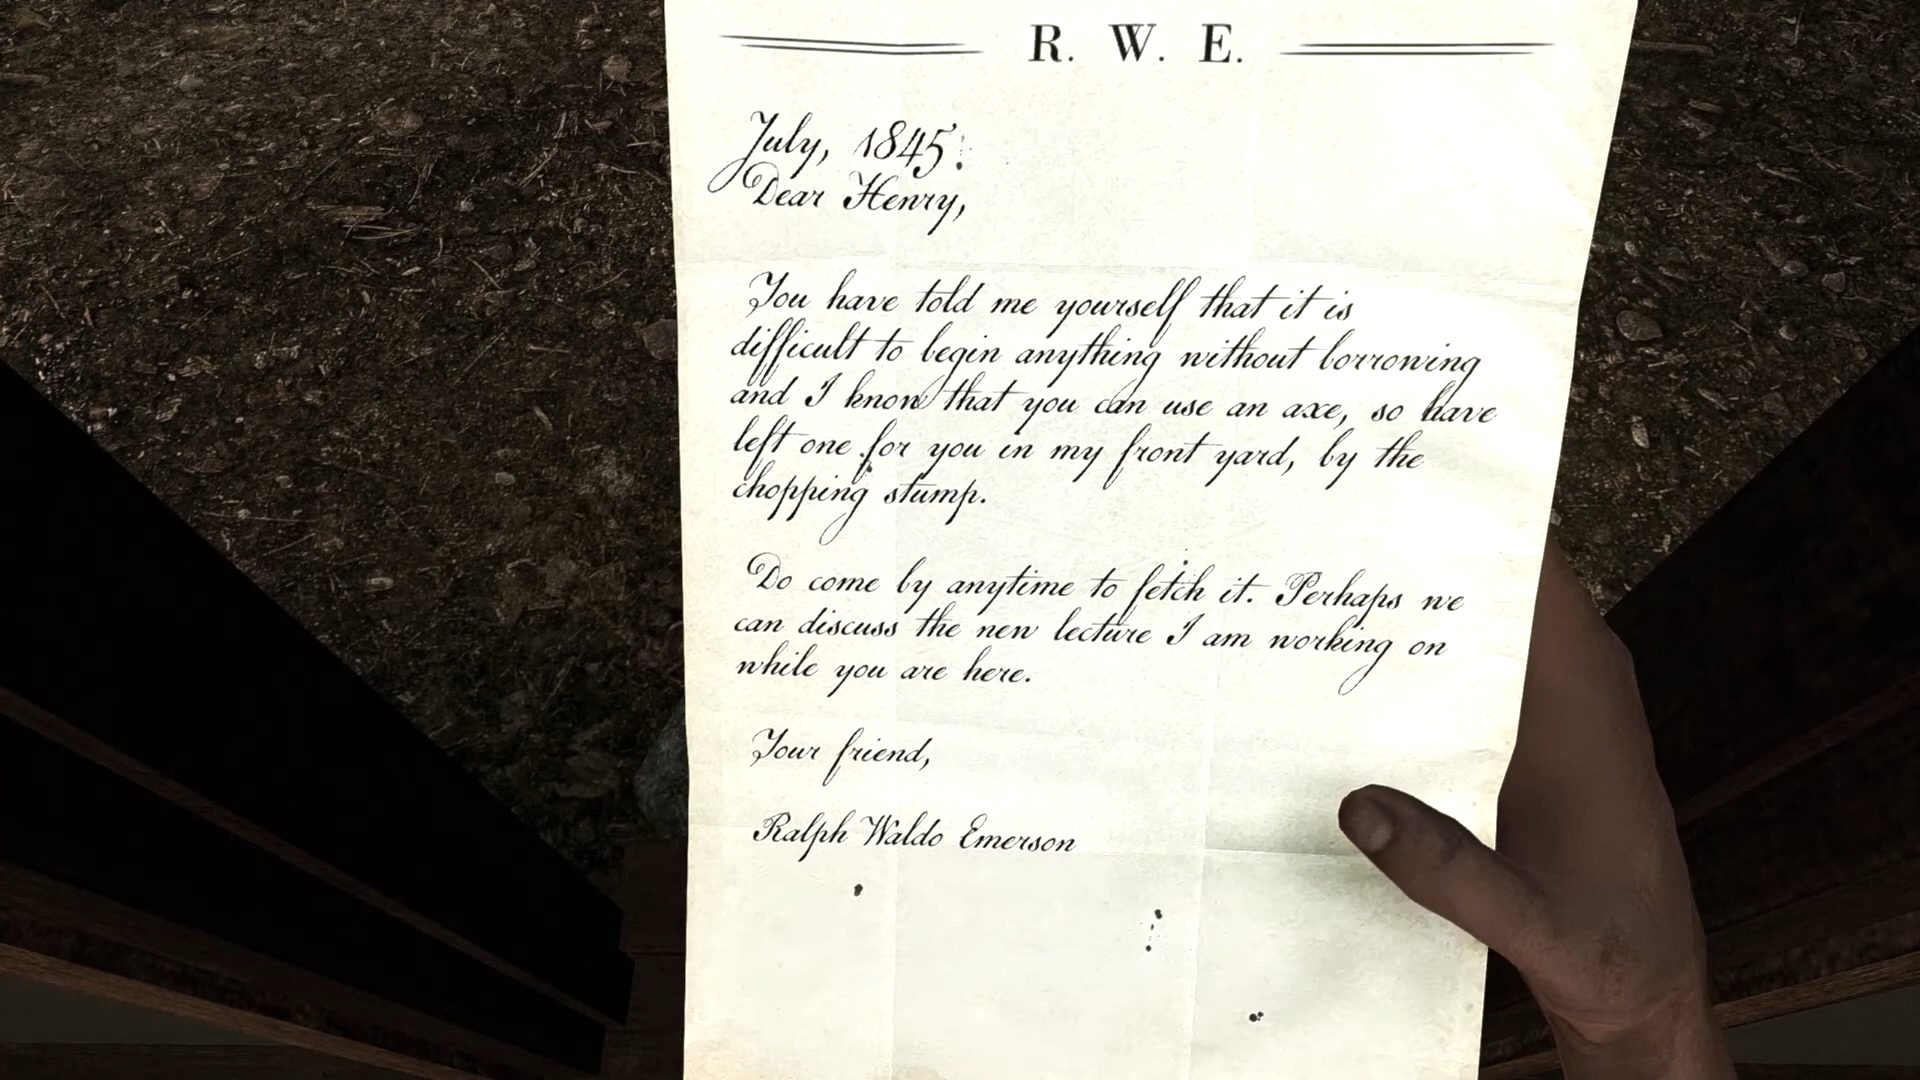 R. W. E.
July, 1845.
Dear Henry,
You have told me yourself that it is
difficult to begin anything without borrowing
and I know that you can use an axe, so have
left one for you in my front yard, by the
chopping stump.
Do come by anytime to fetch it. Perhaps we
can discuss the new lecture I am working on
while you are here.
Your friend,
Ralph Waldo Emerson